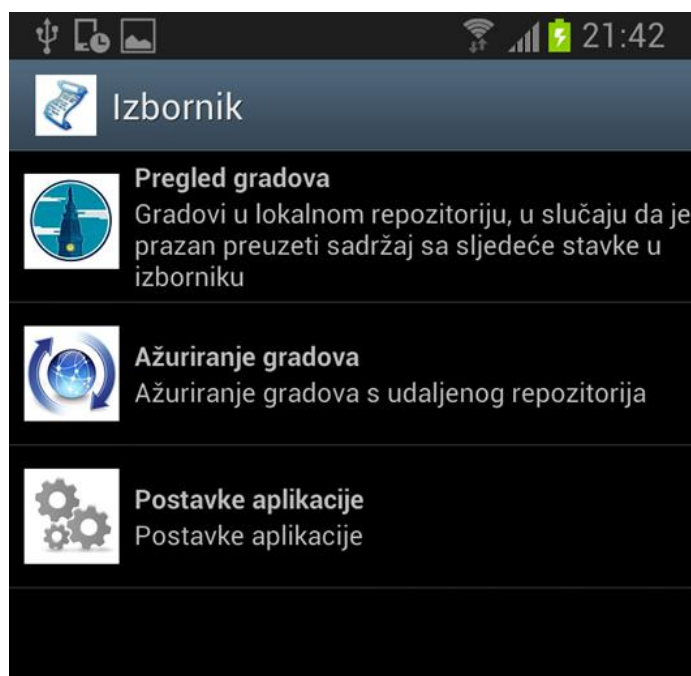 21:42
Izbornik
Pregled gradova
Gradovi u lokalnom repozitoriju, u slučaju da je
prazan preuzeti sadržaj sa sljedeće stavke u
izborniku
Ažuriranje gradova
Ažuriranje gradova s udaljenog repozitorija
Postavke aplikacije
Postavke aplikacije